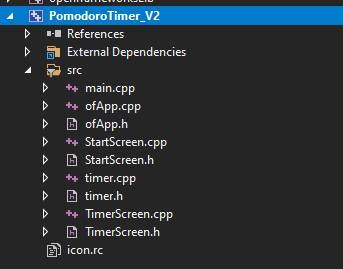 openFrameworksLib
PomodoroTimer_V2
References
External Dependencies
src
main.cpp
ofApp.cpp
ofApp.h
StartScreen.cpp
StartScreen.h
timer.cpp
timer.h
TimerScreen.cpp
TimerScreen.h
icon.rc